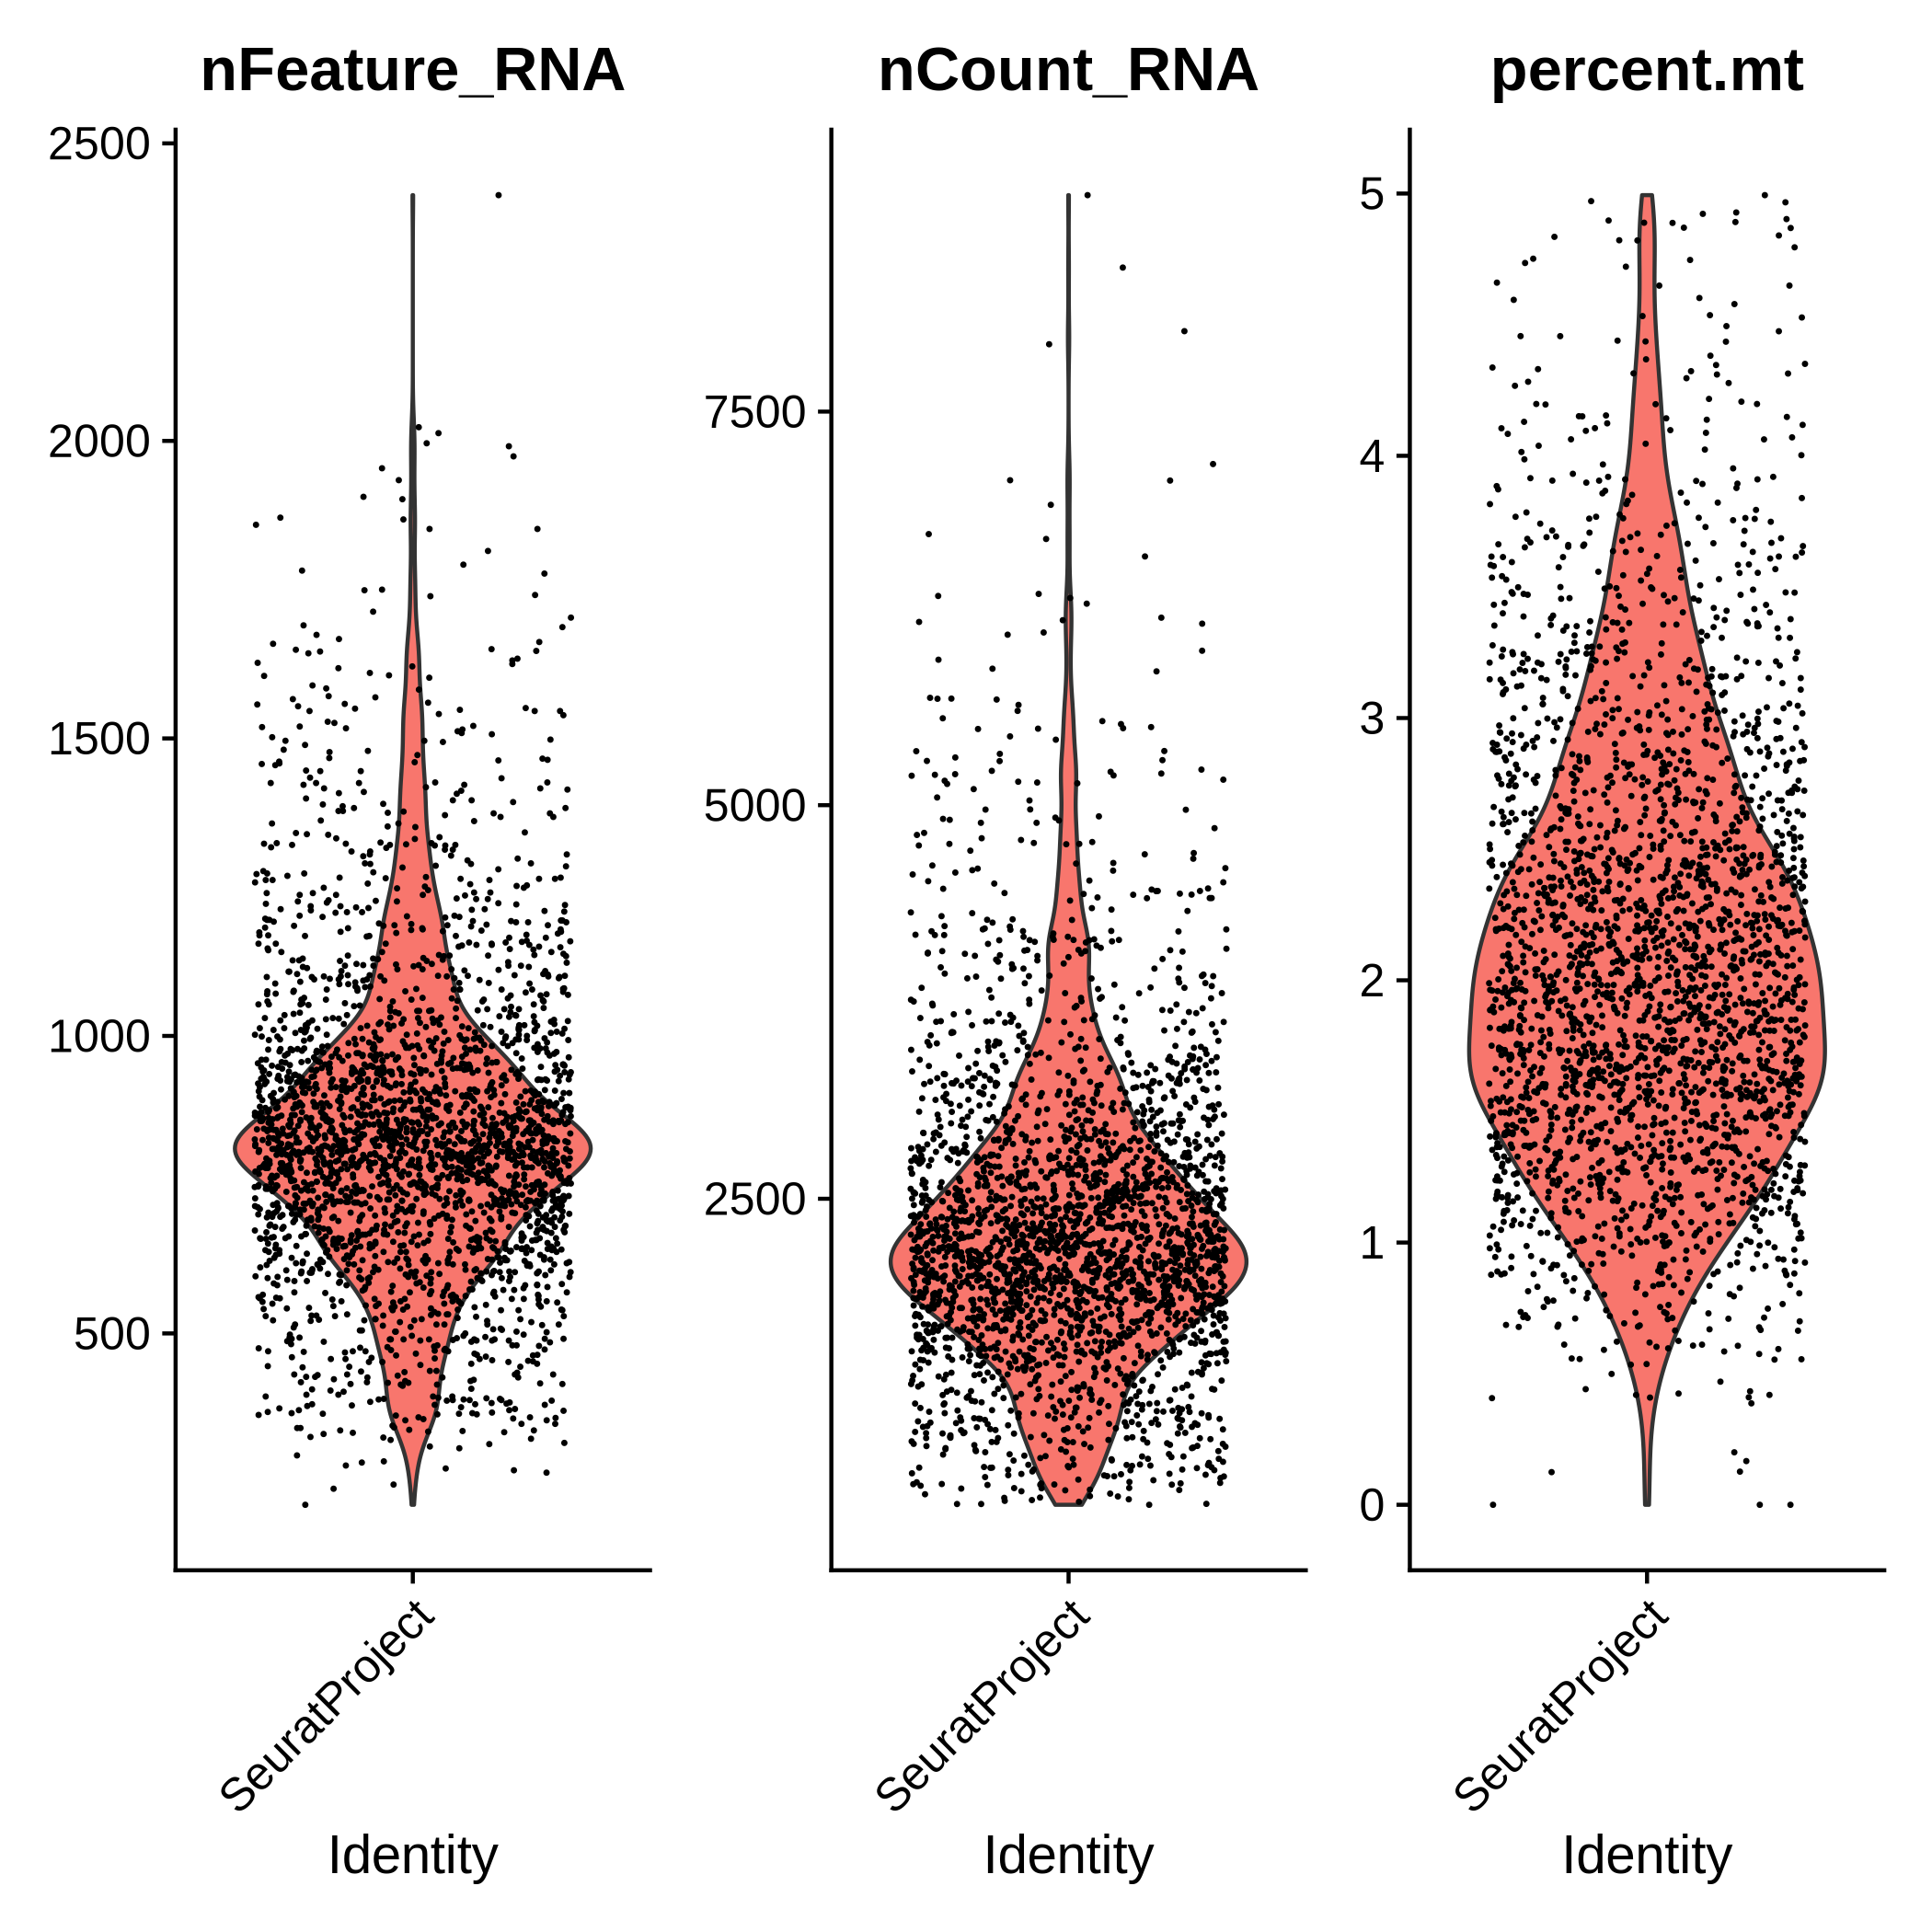 nFeature_RNA
2500
2000
1500
1000
500
SeuratProject
Identity
nCount_RNA
7500
5000
2500
SeuratProject
Identity
percent.mt
5
4
3
2
1
0
SeuratProject
Identity